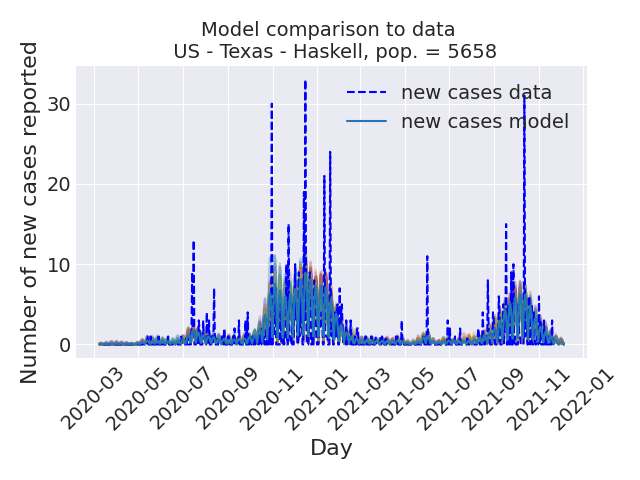 Model comparison to data
US - Texas - Haskell, pop. = 5658
Number of new cases reported
30
20
10
0
new cases data
new cases model
2020-03
2020-05
2020-07
2020-09
2020-11
2021-01
2021-03
2021-05
2021-07
2021-09
2021-11
2022-01
Day